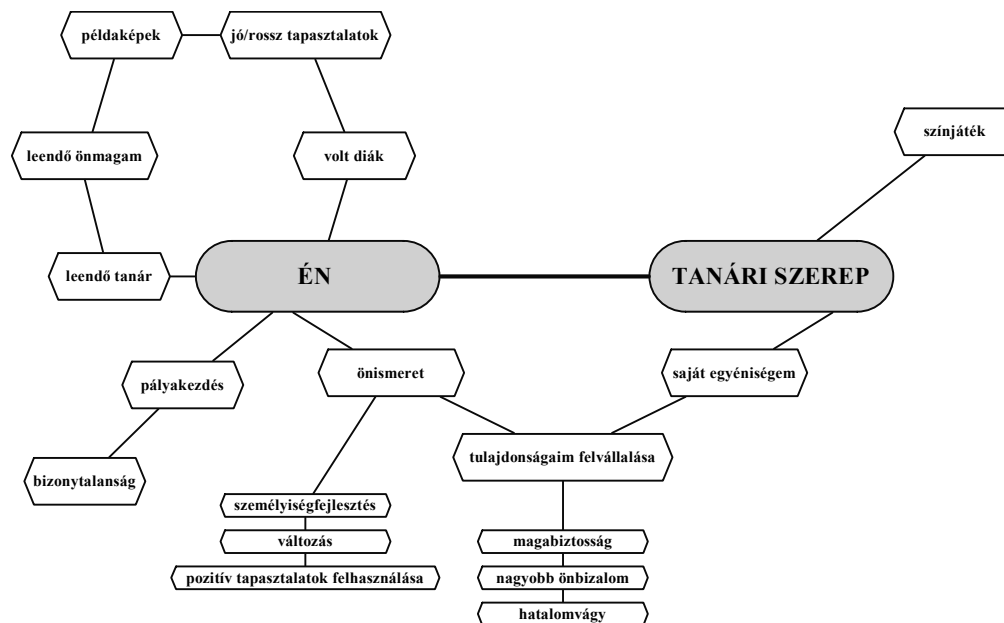 példaképek
jó/rossz tapasztalatok
színjáték
leendő önmagam
volt diák
leendő tanár
ÉN
TANÁRI SZEREP
pályakezdés
önismeret
saját egyéniségem
bizonytalanság
tulajdonságaim felvállalása
személyiségfejlesztés
változás
pozitív tapasztalatok felhasználása
magabiztosság
nagyobb önbizalom
hatalomvágy